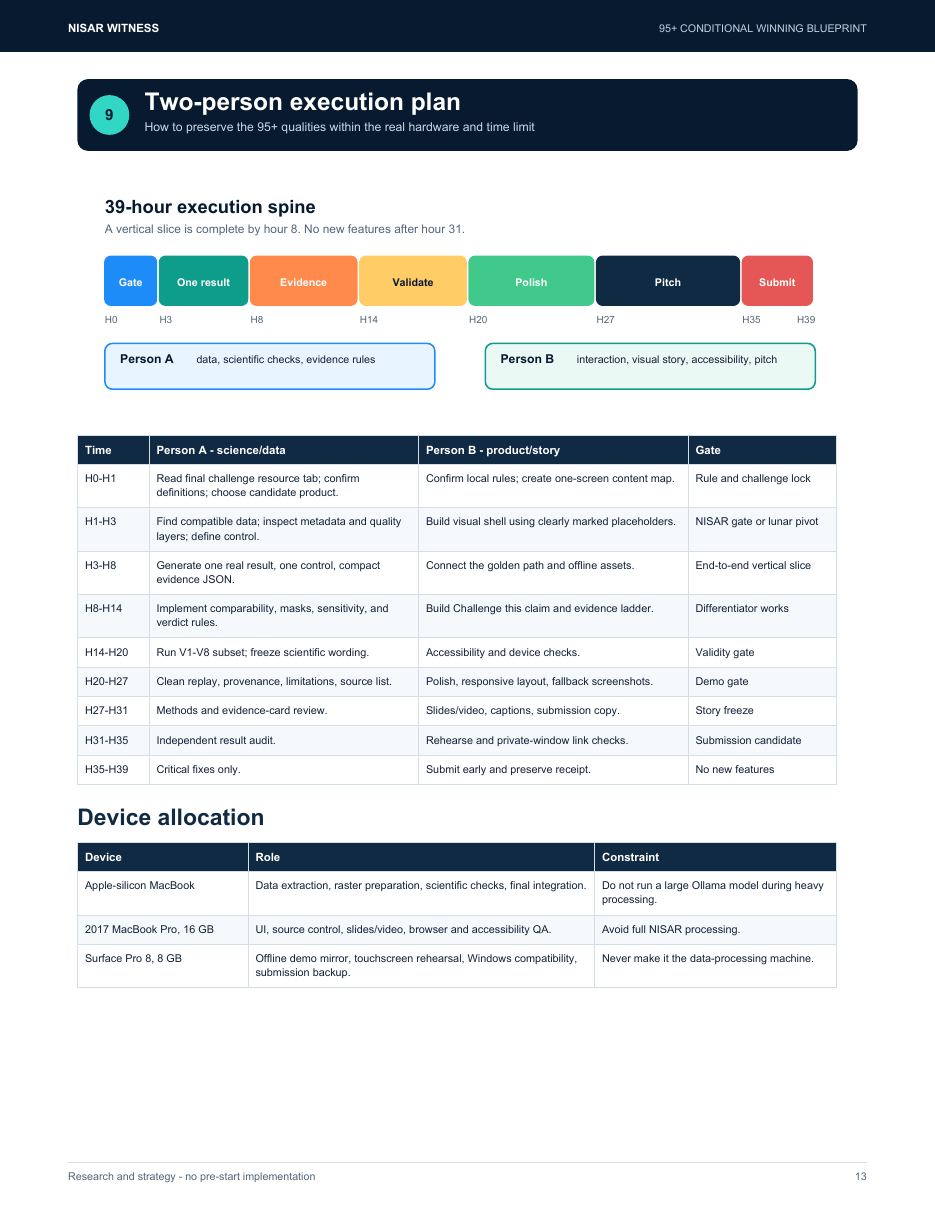 NISAR WITNESS
95+ CONDITIONAL WINNING BLUEPRINT
9
Two-person execution plan
How to preserve the 95+ qualities within the real hardware and time limit
39-hour execution spine
A vertical slice is complete by hour 8. No new features after hour 31.
Gate
One result
Evidence
Validate
Polish
Pitch
Submit
H0
H3
H8
H14
H20
H27
H35
H39
Person A
data, scientific checks, evidence rules
Person B
interaction, visual story, accessibility, pitch
Time
Person A - science/data
Person B - product/story
Gate
H0-H1
Read final challenge resource tab; confirm
definitions; choose candidate product.
Confirm local rules; create one-screen content map.
Rule and challenge lock
H1-H3
Find compatible data; inspect metadata and quality
layers; define control.
Build visual shell using clearly marked placeholders.
NISAR gate or lunar pivot
H3-H8
Generate one real result, one control, compact
evidence JSON.
Connect the golden path and offline assets.
End-to-end vertical slice
H8-H14
Implement comparability, masks, sensitivity, and
verdict rules.
Build Challenge this claim and evidence ladder.
Differentiator works
H14-H20
Run V1-V8 subset; freeze scientific wording.
Accessibility and device checks.
Validity gate
H20-H27
Clean replay, provenance, limitations, source list.
Polish, responsive layout, fallback screenshots.
Demo gate
H27-H31
Methods and evidence-card review.
Slides/video, captions, submission copy.
Story freeze
H31-H35
Independent result audit.
Rehearse and private-window link checks.
Submission candidate
H35-H39
Critical fixes only.
Submit early and preserve receipt.
No new features
Device allocation
Device
Role
Constraint
Apple-silicon MacBook
Data extraction, raster preparation, scientific checks, final integration.
Do not run a large Ollama model during heavy
processing.
2017 MacBook Pro, 16 GB
UI, source control, slides/video, browser and accessibility QA.
Avoid full NISAR processing.
Surface Pro 8, 8 GB
Offline demo mirror, touchscreen rehearsal, Windows compatibility,
submission backup.
Never make it the data-processing machine.
Research and strategy - no pre-start implementation
13